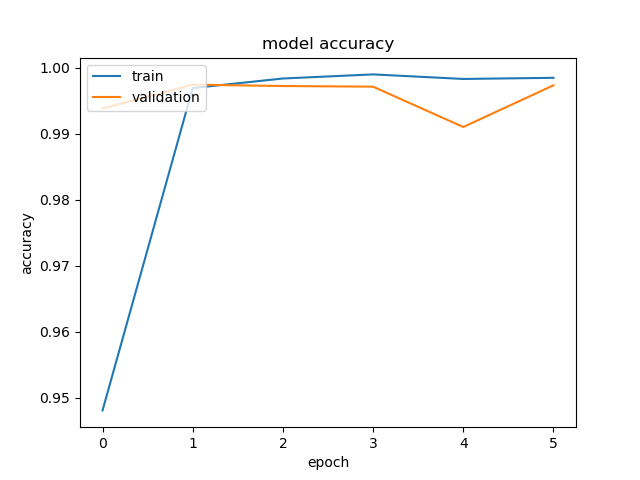 model accuracy
1.00
0.99
0.98
0.97
0.96
0.95
accuracy
train
validation
0 1 2 3 4 5
epoch